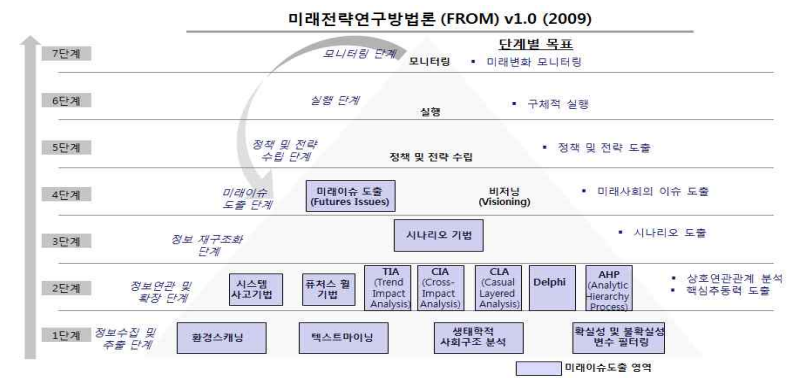 미래전략연구방법론 (FROM) v1.0 (2009)
단계별 목표
7단계
모니터링 단계
모니터링
▪ 미래변화 모니터링
6단계
실행 단계
실행
▪ 구체적 실행
5단계
정책 및 전략
수립 단계
정책 및 전략 수립
▪ 정책 및 전략 도출
4단계
미래이슈
도출 단계
미래이슈 도출
(Futures Issues)
비저닝
(Visioning)
▪ 미래사회의 이슈 도출
3단계
정보 재구조화
단계
시나리오 기법
▪ 시나리오 도출
2단계
정보연관 및
확장 단계
시스템
사고기법
퓨처스 휠
기법
TIA
(Trend
Impact
Analysis)
CIA
(Cross-
Impact
Analysis)
CLA
(Casual
Layered
Analysis)
Delphi
AHP
(Analytic
Hierarchy
Process)
▪ 상호연관관계 분석
▪ 핵심주동력 도출
1단계
정보수집 및
추출 단계
환경스캐닝
텍스트마이닝
생태학적
사회구조 분석
확실성 및 불확실성
변수 필터링
미래이슈도출 영역